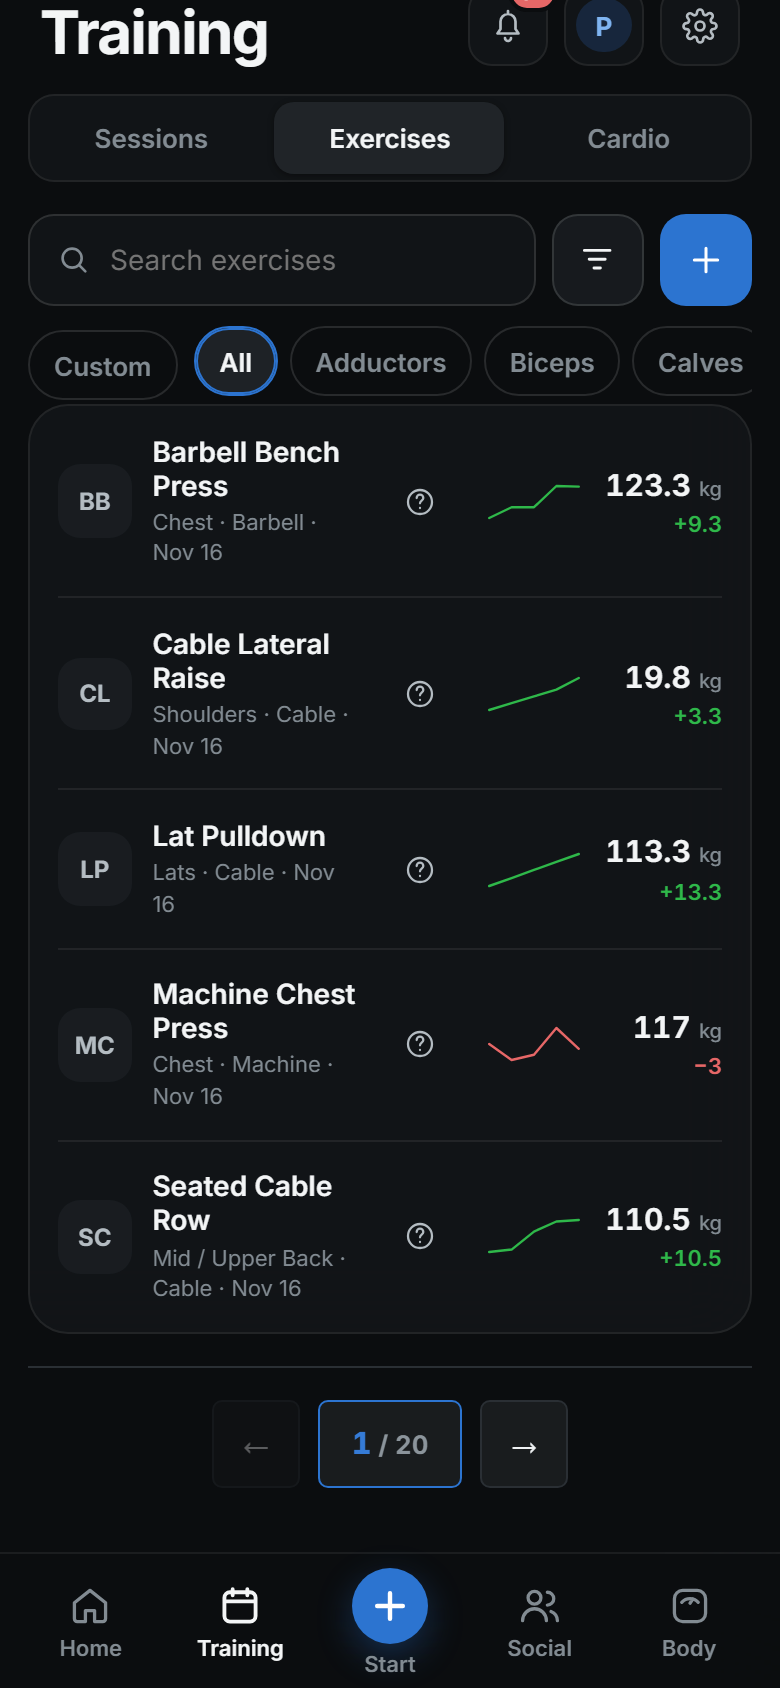 Training
P
Sessions
Exercises
Cardio
Search exercises
Custom
All
Adductors
Biceps
Calves
BB
Barbell Bench
Press
Chest · Barbell ·
Nov 16
123.3 kg
+9.3
CL
Cable Lateral
Raise
Shoulders · Cable ·
Nov 16
19.8 kg
+3.3
LP
Lat Pulldown
Lats · Cable · Nov
16
113.3 kg
+13.3
MC
Machine Chest
Press
Chest · Machine ·
Nov 16
117 kg
−3
SC
Seated Cable
Row
Mid / Upper Back ·
Cable · Nov 16
110.5 kg
+10.5
← 1 / 20 →
Home
Training
Start
Social
Body